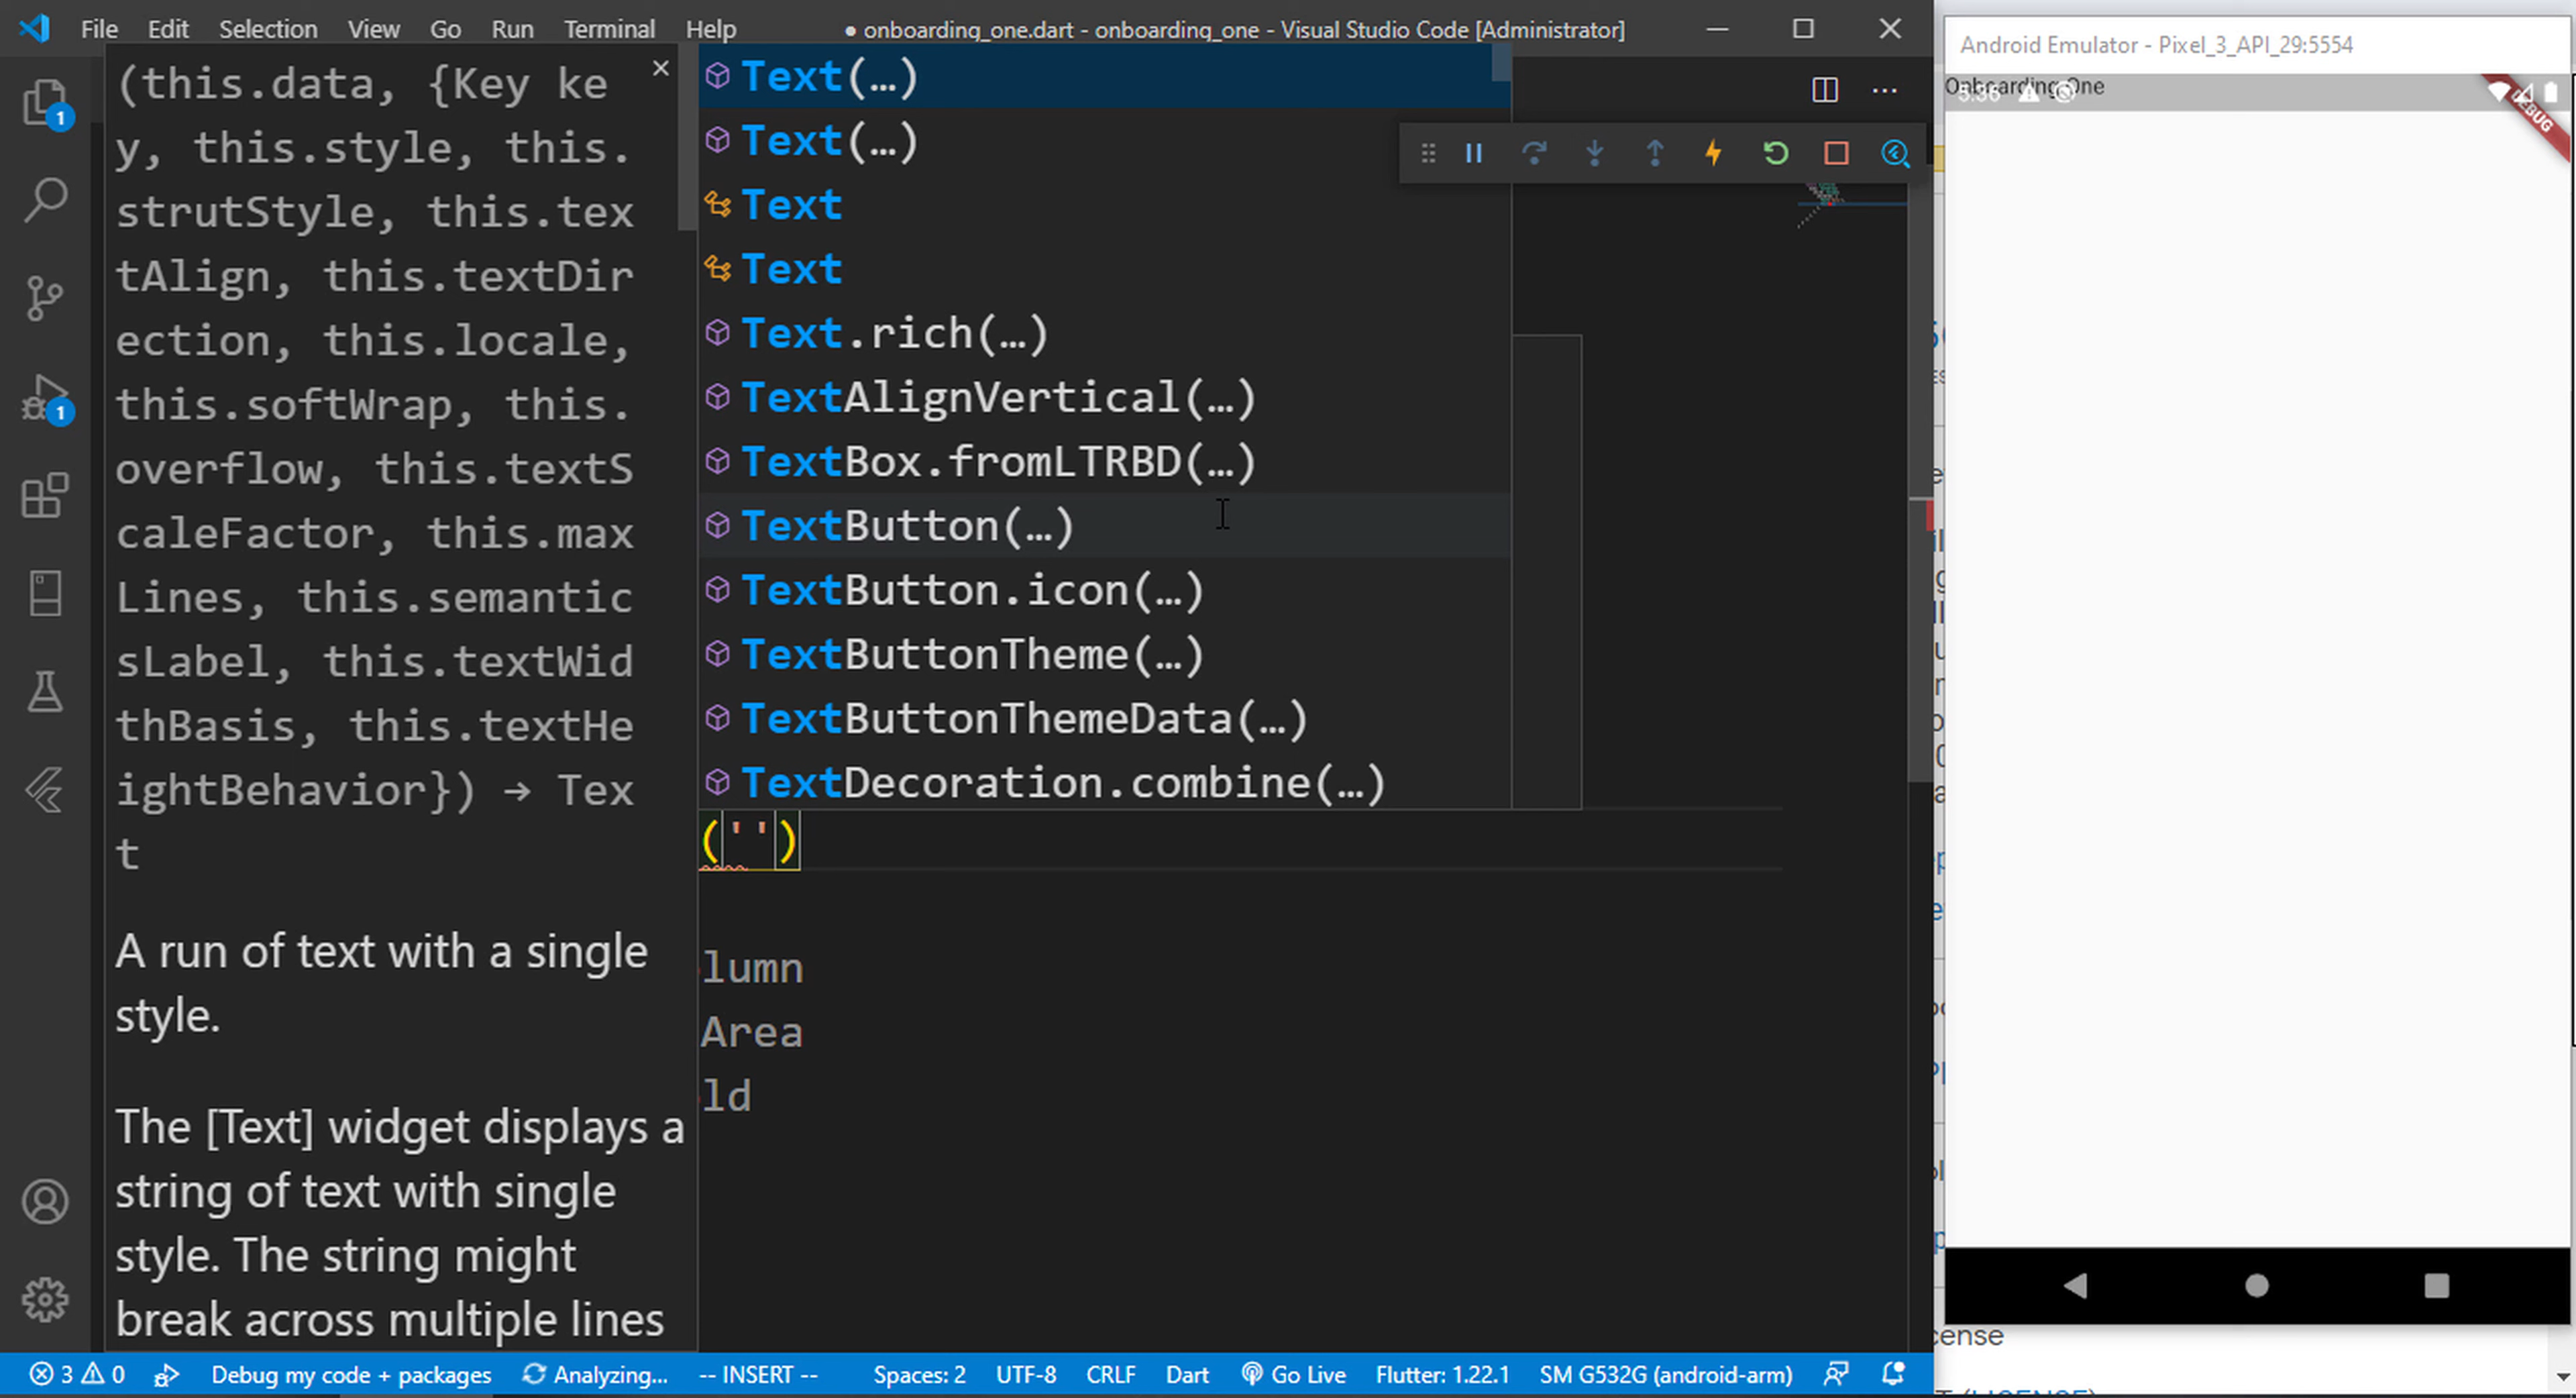 File Edit Selection View Go Run Terminal Help
● onboarding_one.dart - onboarding_one - Visual Studio Code [Administrator]
(this.data, {Key ke
y, this.style, this.
strutStyle, this.tex
tAlign, this.textDir
ection, this.locale,
this.softWrap, this.
overflow, this.textS
caleFactor, this.max
Lines, this.semantic
sLabel, this.textWid
thBasis, this.textHe
ightBehavior}) → Tex
t
A run of text with a single
style.
The [Text] widget displays a
string of text with single
style. The string might
break across multiple lines
Text(…)
Text(…)
Text
Text
Text.rich(…)
TextAlignVertical(…)
TextBox.fromLTRBD(…)
TextButton(…)
TextButton.icon(…)
TextButtonTheme(…)
TextButtonThemeData(…)
TextDecoration.combine(…)
('')
lumn
Area
ld
1
1
3 0
Debug my code + packages
Analyzing...
-- INSERT --
Spaces: 2
UTF-8
CRLF
Dart
Go Live
Flutter: 1.22.1
SM G532G (android-arm)
Android Emulator - Pixel_3_API_29:5554
Onboarding One
5:36
DEBUG
cense